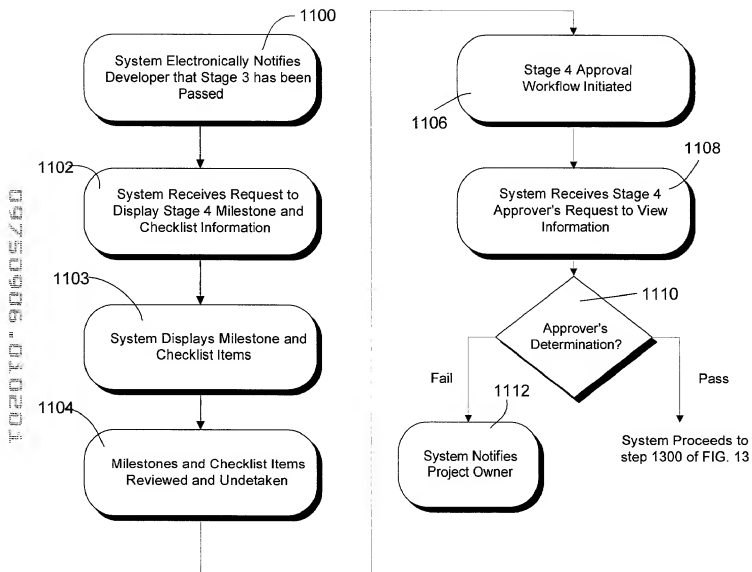 1100
System Electronically Notifies
Developer that Stage 3 has been
Passed
1102
System Receives Request to
Display Stage 4 Milestone and
Checklist Information
1103
System Displays Milestone and
Checklist Items
1104
Milestones and Checklist Items
Reviewed and Undetaken
Stage 4 Approval
Workflow Initiated
1106
1108
System Receives Stage 4
Approver's Request to View
Information
1110
Approver's
Determination?
Fail
Pass
1112
System Notifies
Project Owner
System Proceeds to
step 1300 of FIG. 13
09750906.010201